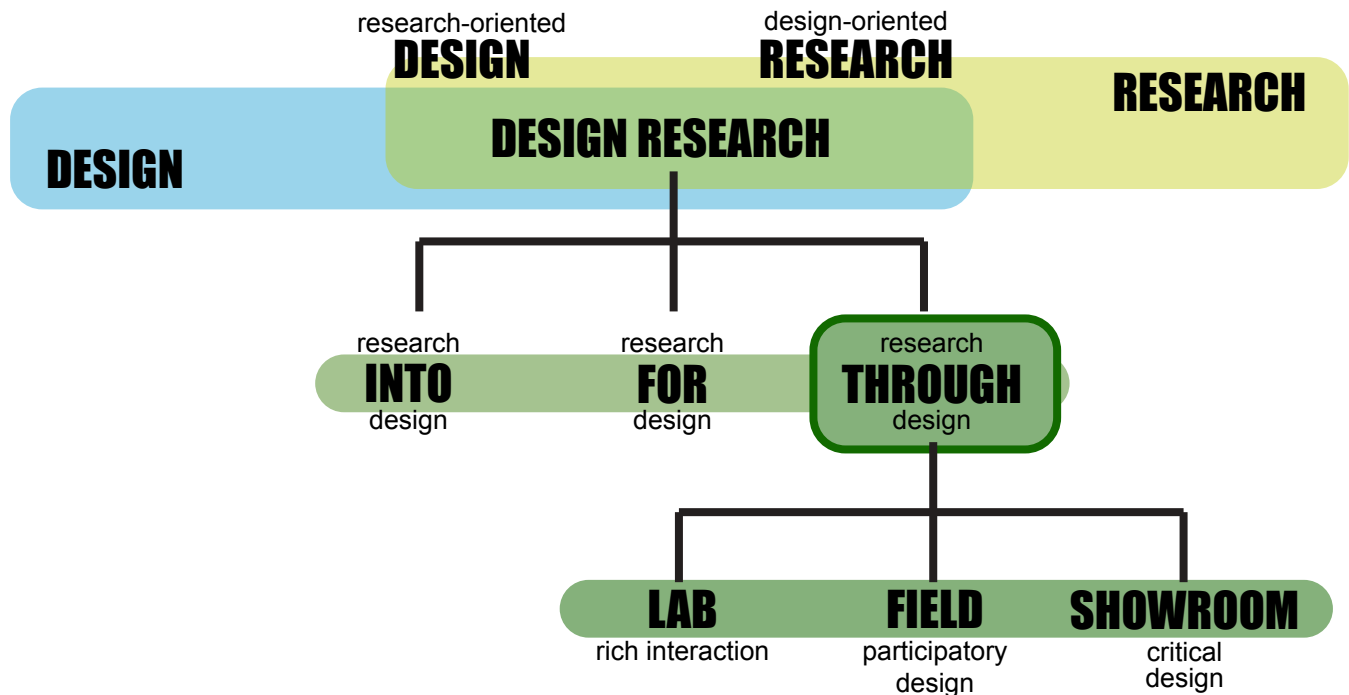 research-oriented
DESIGN
design-oriented
RESEARCH
RESEARCH
DESIGN RESEARCH
DESIGN
research
INTO
design
research
FOR
design
research
THROUGH
design
LAB
rich interaction
FIELD
participatory
design
SHOWROOM
critical
design